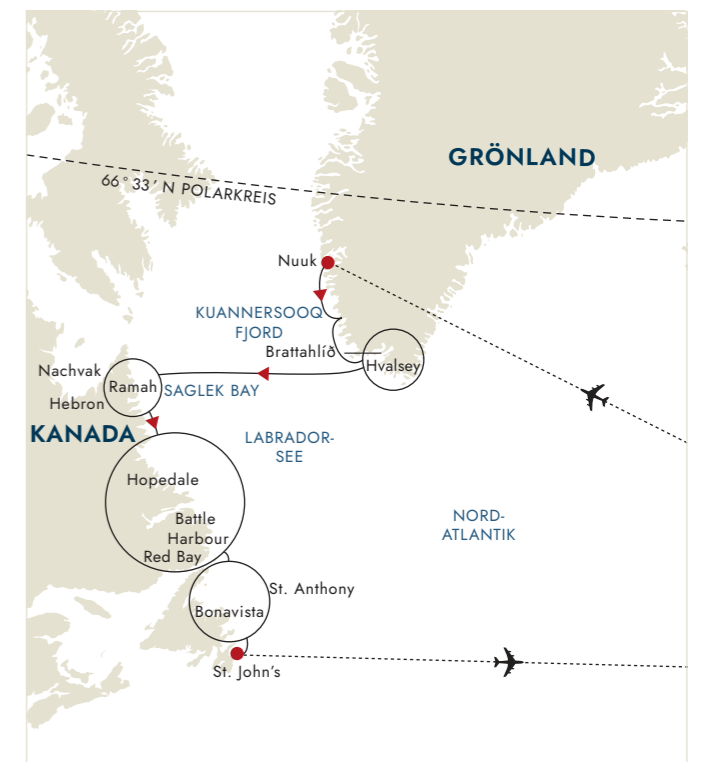 GRÖNLAND
66° 33’ N POLARKREIS
Nuuk
KUANNERSOOQ
FJORD
Brattahlíð
Hvalsey
Nachvak
Ramah
SAGLEK BAY
Hebron
KANADA
LABRADOR-
SEE
Hopedale
NORD-
ATLANTIK
Battle
Harbour
Red Bay
St. Anthony
Bonavista
St. John’s